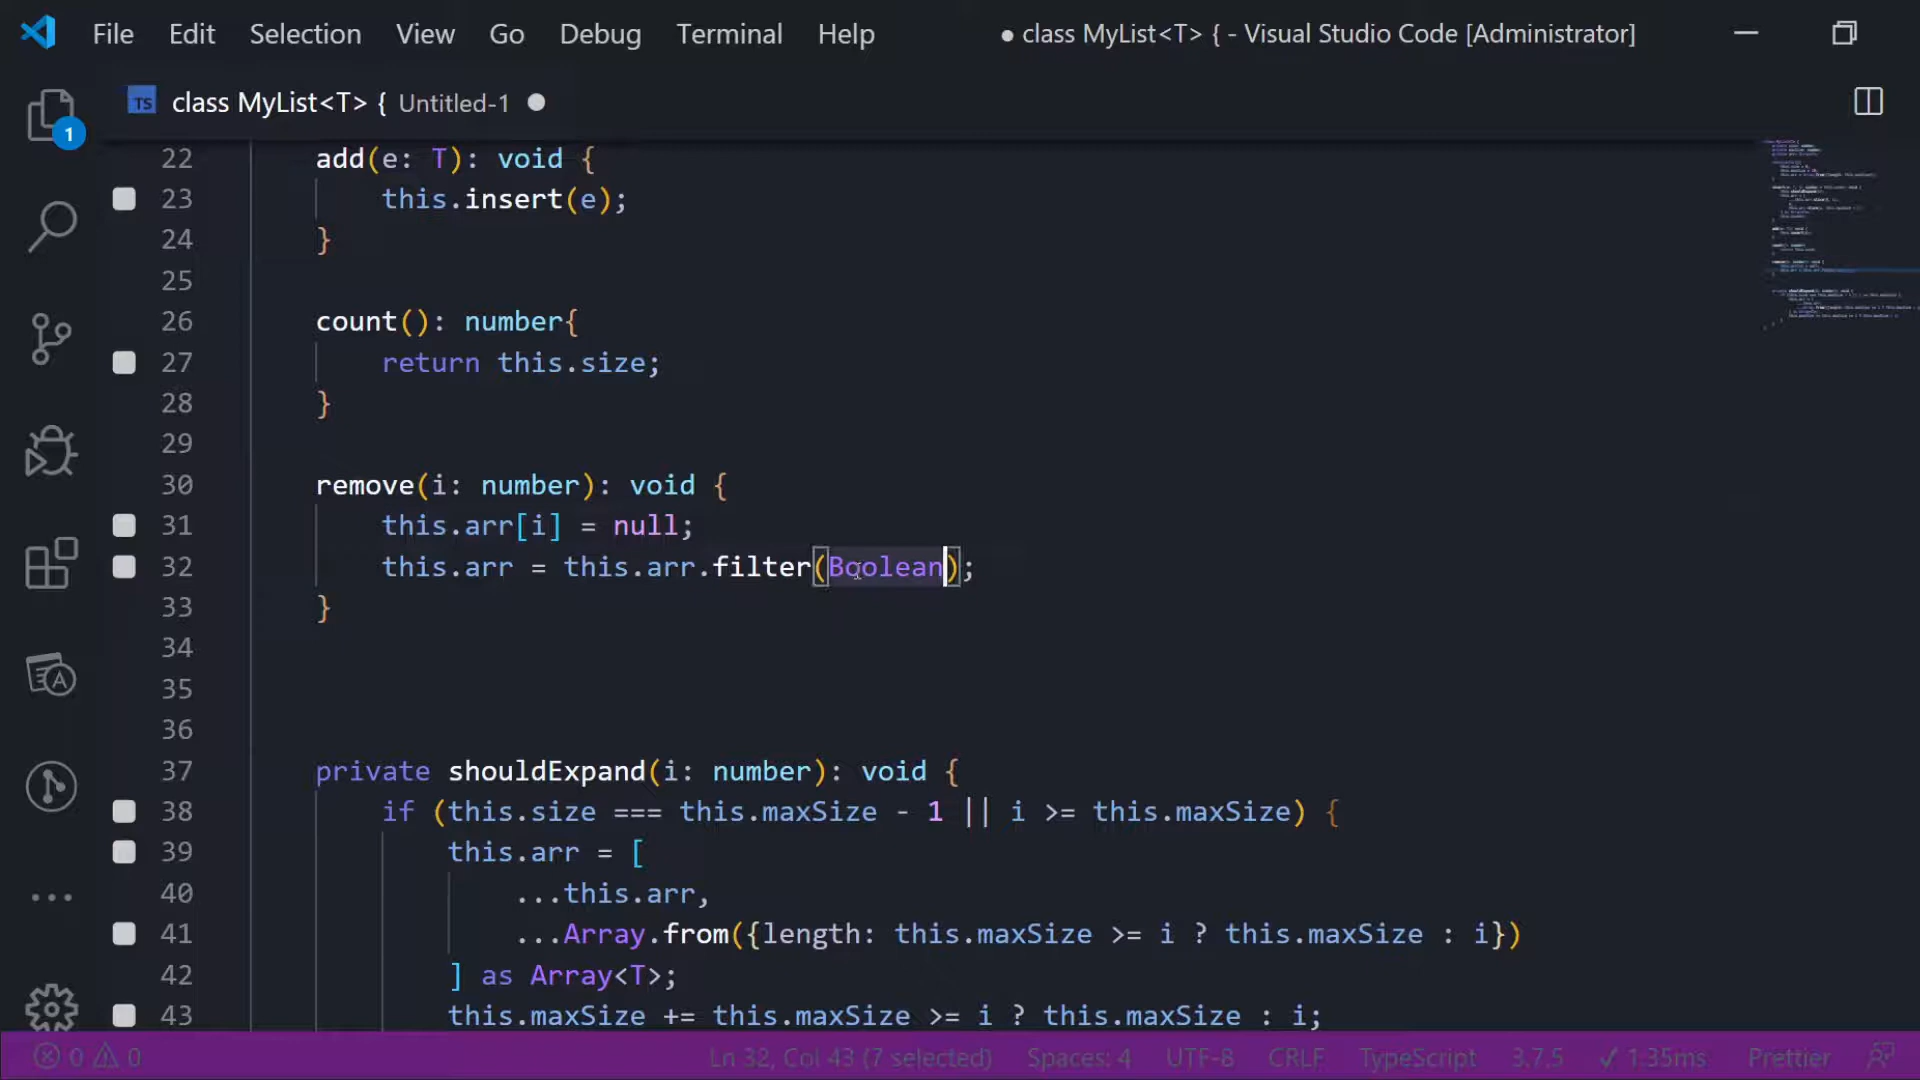 File Edit Selection View Go Debug Terminal Help ● class MyList<T> { - Visual Studio Code [Administrator]
TS class MyList<T> { Untitled-1 ●
1
22 add(e: T): void {
23 this.insert(e);
24 }
25
26 count(): number{
27 return this.size;
28 }
29
30 remove(i: number): void {
31 this.arr[i] = null;
32 this.arr = this.arr.filter(Boolean);
33 }
34
35
36
37 private shouldExpand(i: number): void {
38 if (this.size === this.maxSize - 1 || i >= this.maxSize) {
39 this.arr = [
40 ...this.arr,
41 ...Array.from({length: this.maxSize >= i ? this.maxSize : i})
42 ] as Array<T>;
43 this.maxSize += this.maxSize >= i ? this.maxSize : i;
0 0 Ln 32, Col 43 (7 selected) Spaces: 4 UTF-8 CRLF TypeScript 3.7.5 ✓ 1.35ms Prettier